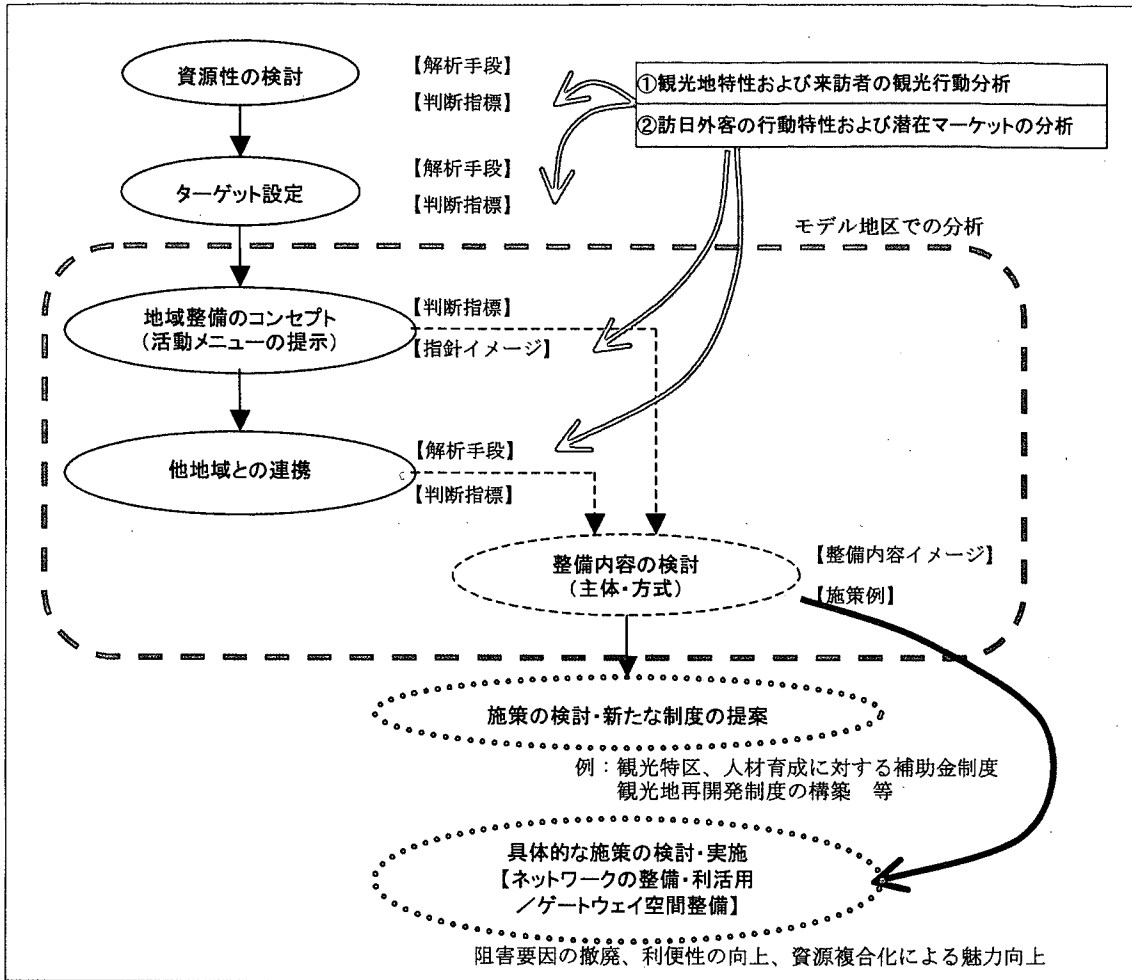 資源性の検討
【解析手段】
【判断指標】
①観光地特性および来訪者の観光行動分析
②訪日外客の行動特性および潜在マーケットの分析
ターゲット設定
【解析手段】
【判断指標】
モデル地区での分析
地域整備のコンセプト
(活動メニューの提示)
【判断指標】
【指針イメージ】
他地域との連携
【解析手段】
【判断指標】
整備内容の検討
(主体・方式)
【整備内容イメージ】
【施策例】
施策の検討・新たな制度の提案
例:観光特区、人材育成に対する補助金制度
観光地再開発制度の構築 等
具体的な施策の検討・実施
【ネットワークの整備・利活用
/ゲートウェイ空間整備】
阻害要因の撤廃、利便性の向上、資源複合化による魅力向上